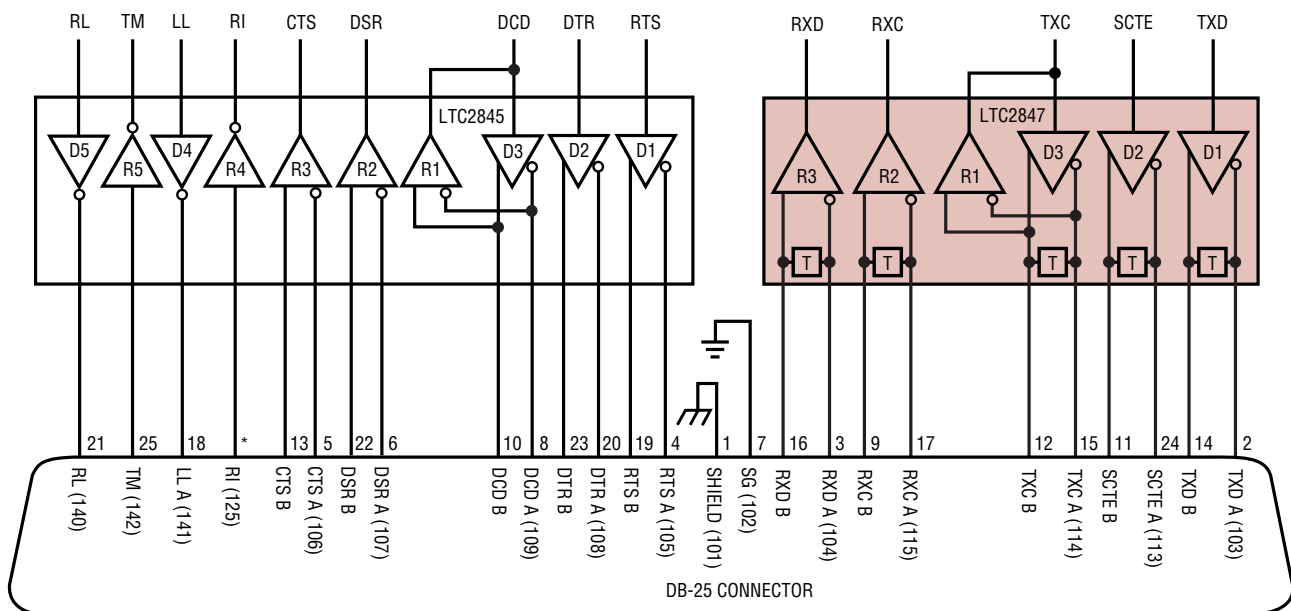 RL TM LL RI CTS DSR DCD DTR RTS RXD RXC TXC SCTE TXD
LTC2845 LTC2847
D5 R5 D4 R4 R3 R2 R1 D3 D2 D1 R3 R2 R1 D3 D2 D1
T T T T T
21 25 18 * 13 5 22 6 10 8 23 20 19 4 1 7 16 3 9 17 12 15 11 24 14 2
RL (140)
TM (142)
LL A (141)
RI (125)
CTS B
CTS A (106)
DSR B
DSR A (107)
DCD B
DCD A (109)
DTR B
DTR A (108)
RTS B
RTS A (105)
SHIELD (101)
SG (102)
RXD B
RXD A (104)
RXC B
RXC A (115)
TXC B
TXC A (114)
SCTE B
SCTE A (113)
TXD B
TXD A (103)
DB-25 CONNECTOR